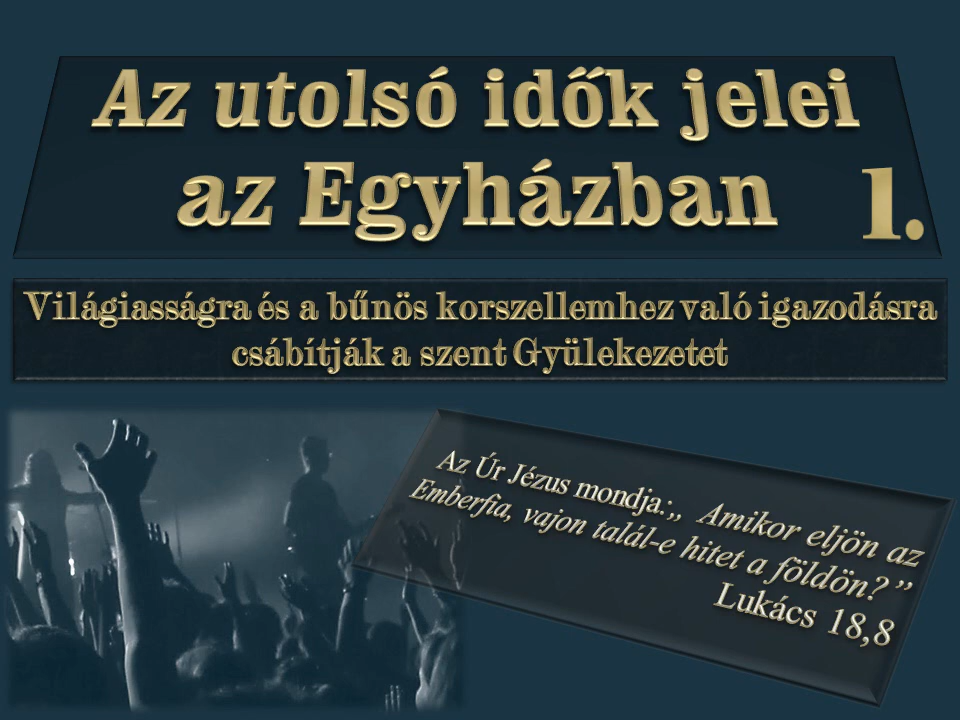 Az utolsó idők jelei
az Egyházban 1.
Világiasságra és a bűnös korszellemhez való igazodásra
csábítják a szent Gyülekezetet
Az Úr Jézus mondja:,, Amikor eljön az
Emberfia, vajon talál-e hitet a földön?”
Lukács 18,8